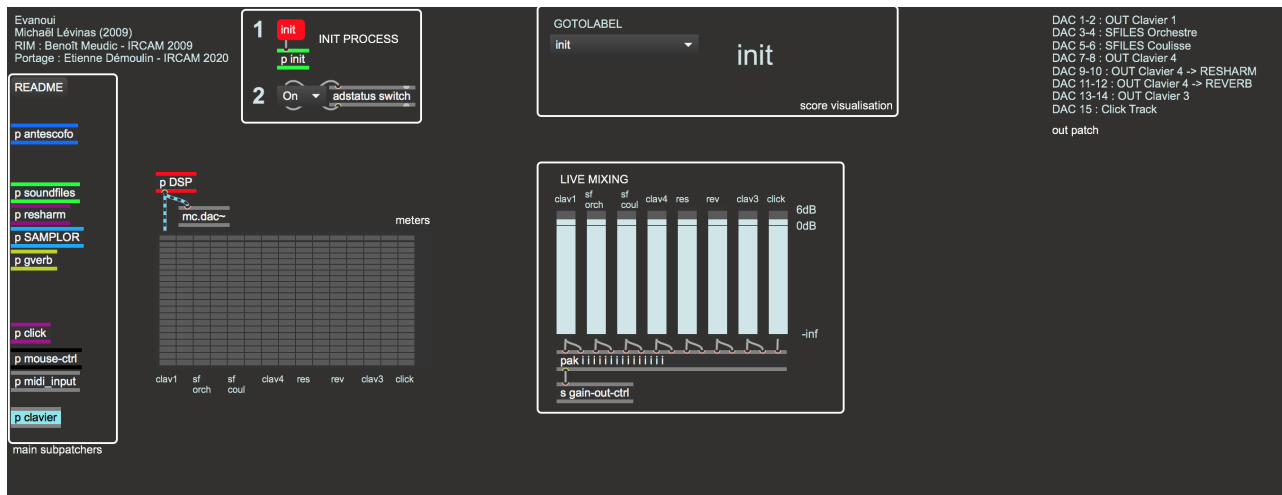 Evanoui
Michaël Lévinas (2009)
RIM : Benoît Meudic - IRCAM 2009
Portage : Etienne Démoulin - IRCAM 2020
README
p antescofo
p soundfiles
p resharm
p SAMPLOR
p gverb
p click
p mouse-ctrl
p midi_input
p clavier
main subpatchers
1
init
INIT PROCESS
p init
2
On
adstatus switch
p DSP
mc.dac~
meters
clav1 sf orch sf coul clav4 res rev clav3 click
GOTOLABEL
init
init
score visualisation
LIVE MIXING
clav1 sf orch sf coul clav4 res rev clav3 click
6dB
0dB
-inf
pak i i i i i i i i i i i i i i i
s gain-out-ctrl
DAC 1-2 : OUT Clavier 1
DAC 3-4 : SFILES Orchestre
DAC 5-6 : SFILES Coulisse
DAC 7-8 : OUT Clavier 4
DAC 9-10 : OUT Clavier 4 -> RESHARM
DAC 11-12 : OUT Clavier 4 -> REVERB
DAC 13-14 : OUT Clavier 3
DAC 15 : Click Track
out patch